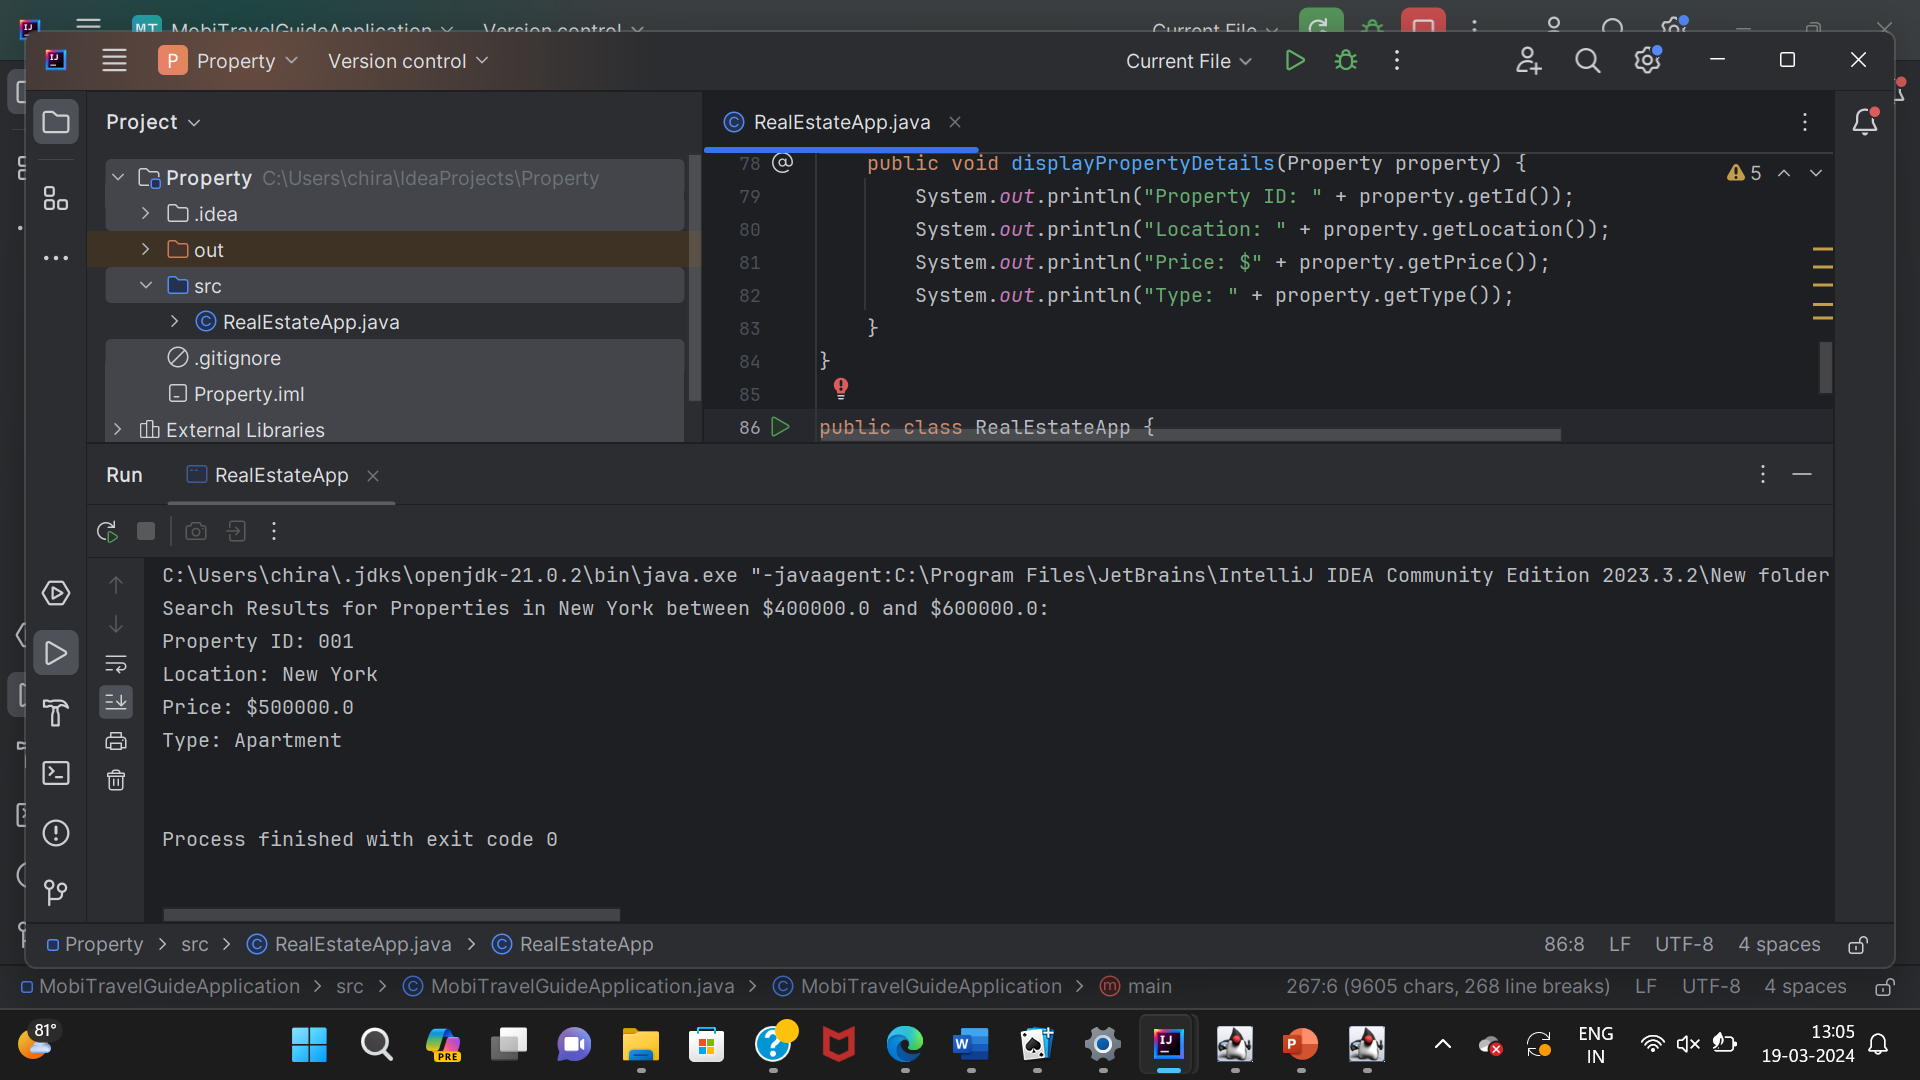 MT MobiTravelGuideApplication Version control Current File
P Property Version control Current File
Project
RealEstateApp.java
Property C:\Users\chira\IdeaProjects\Property
.idea
out
src
RealEstateApp.java
.gitignore
Property.iml
External Libraries
78 @ public void displayPropertyDetails(Property property) {
5
79 System.out.println("Property ID: " + property.getId());
80 System.out.println("Location: " + property.getLocation());
81 System.out.println("Price: $" + property.getPrice());
82 System.out.println("Type: " + property.getType());
83 }
84 }
85
86 public class RealEstateApp {
Run RealEstateApp
C:\Users\chira\.jdks\openjdk-21.0.2\bin\java.exe "-javaagent:C:\Program Files\JetBrains\IntelliJ IDEA Community Edition 2023.3.2\New folder
Search Results for Properties in New York between $400000.0 and $600000.0:
Property ID: 001
Location: New York
Price: $500000.0
Type: Apartment
Process finished with exit code 0
Property > src > RealEstateApp.java > RealEstateApp 86:8 LF UTF-8 4 spaces
MobiTravelGuideApplication > src > MobiTravelGuideApplication.java > MobiTravelGuideApplication > main 267:6 (9605 chars, 268 line breaks) LF UTF-8 4 spaces
81°
PRE
ENG
IN
13:05
19-03-2024